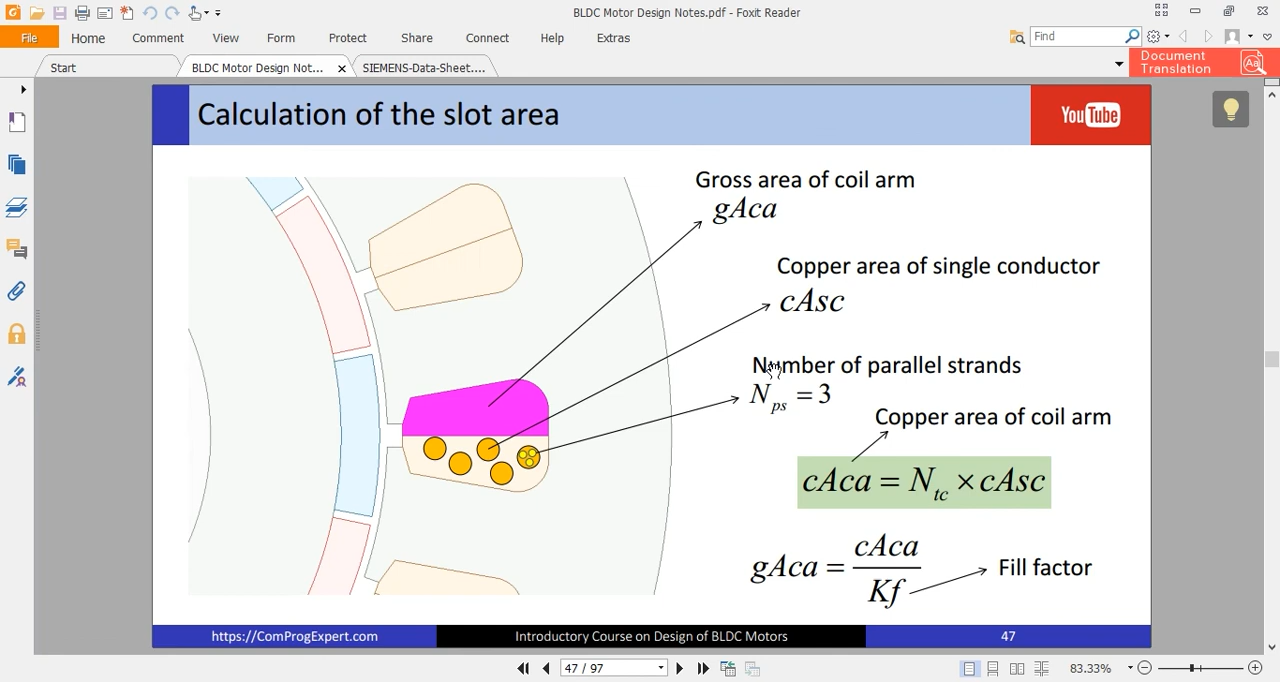 BLDC Motor Design Notes.pdf - Foxit Reader
File Home Comment View Form Protect Share Connect Help Extras
Find
Start
BLDC Motor Design Not...
SIEMENS-Data-Sheet....
Document
Translation
Calculation of the slot area
YouTube
Gross area of coil arm
gAca
Copper area of single conductor
cAsc
Number of parallel strands
N_ps = 3
Copper area of coil arm
cAca = N_tc × cAsc
gAca = cAca / Kf
Fill factor
https://ComProgExpert.com
Introductory Course on Design of BLDC Motors
47
47 / 97
83.33%